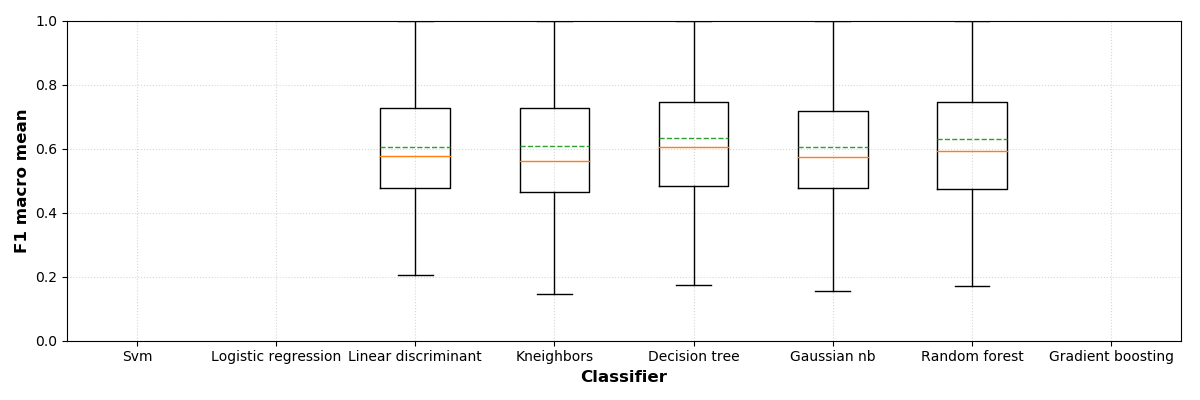 F1 macro mean
1.0
0.8
0.6
0.4
0.2
0.0
Svm Logistic regression Linear discriminant Kneighbors Decision tree Gaussian nb Random forest Gradient boosting
Classifier